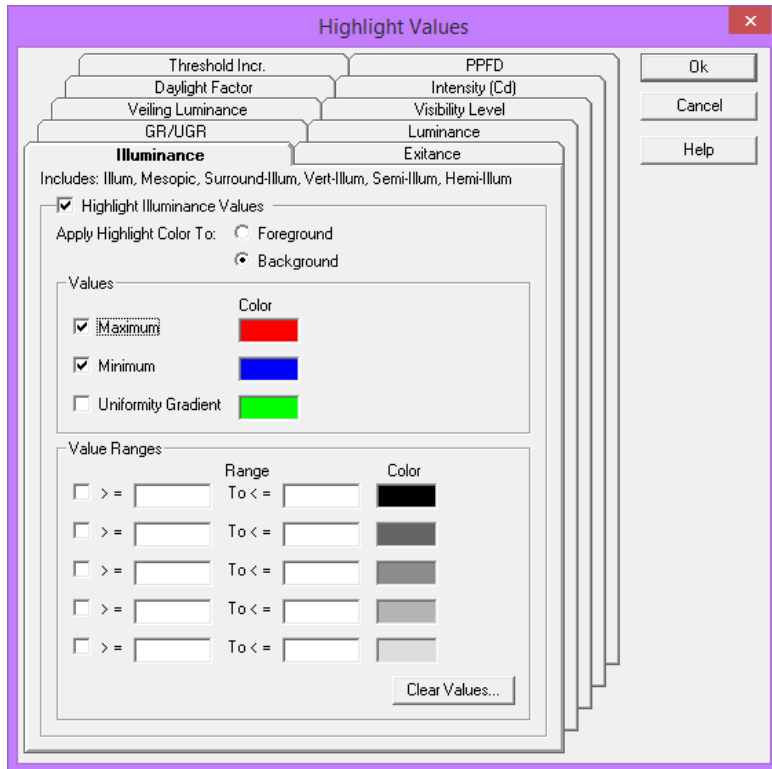 Highlight Values
Threshold Incr. PPFD
Daylight Factor Intensity (Cd)
Veiling Luminance Visibility Level
GR/UGR Luminance
Illuminance Exitance
Ok
Cancel
Help
Includes: Illum, Mesopic, Surround-Illum, Vert-Illum, Semi-Illum, Hemi-Illum
Highlight Illuminance Values
Apply Highlight Color To: Foreground
Background
Values
Color
Maximum
Minimum
Uniformity Gradient
Value Ranges
Range Color
> = To < =
> = To < =
> = To < =
> = To < =
> = To < =
Clear Values...